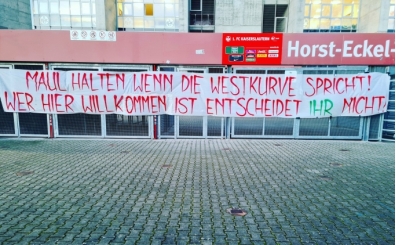 1. FC KAISERSLAUTERN
Horst-Eckel-
MAUL HALTEN, WENN DIE WESTKURVE SPRICHT!
WER HIER WILLKOMMEN IST ENTSCHEIDET IHR NICHT.